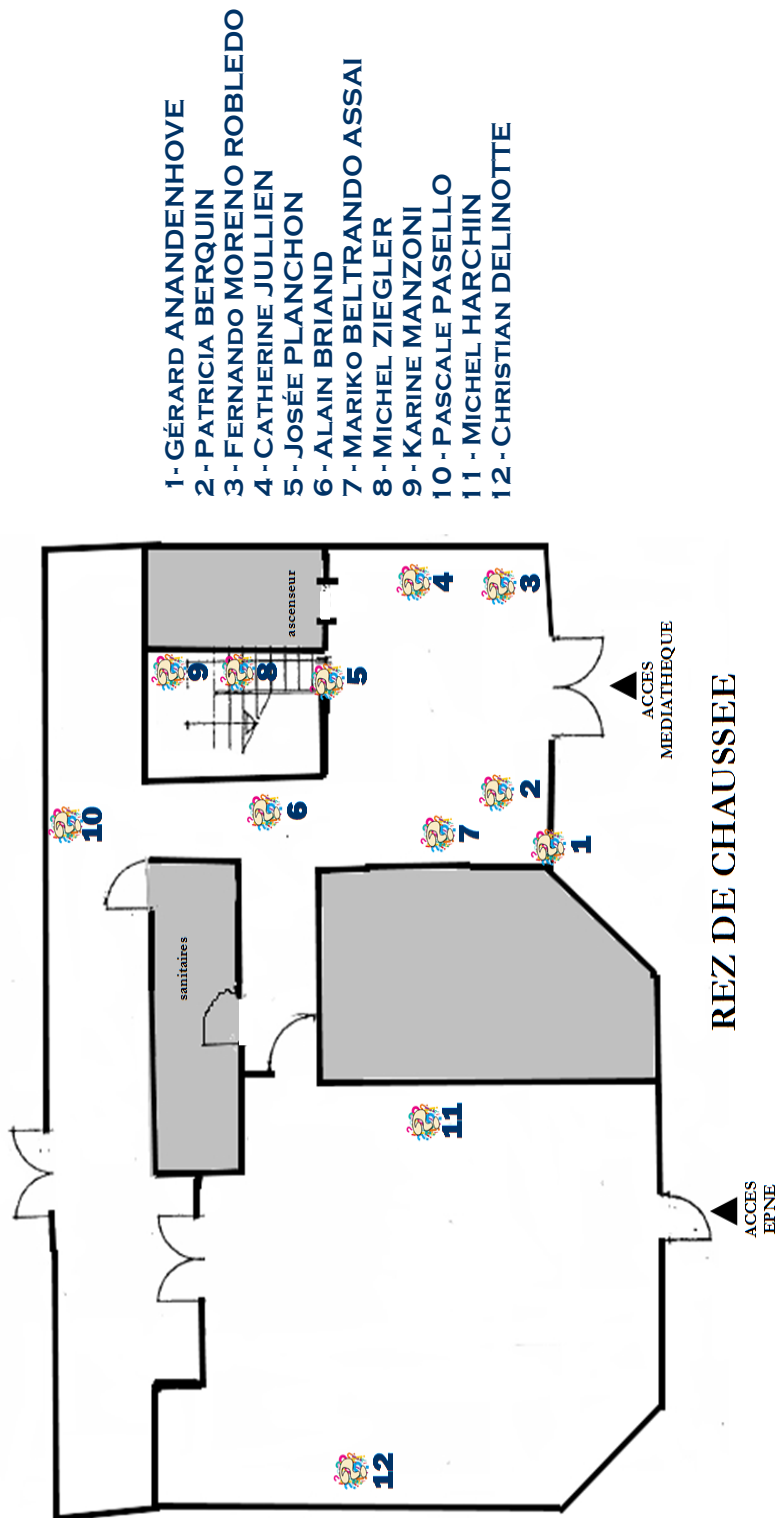 1- Gérard ANANDENHOVE
2 - Patricia BERQUIN
3 - Fernando MORENO ROBLEDO
4 - Catherine JULLIEN
5 - Josée PLANCHON
6 - Alain BRIAND
7 - Mariko BELTRANDO ASSAI
8 - Michel ZIEGLER
9 - Karine MANZONI
10 - Pascale PASELLO
11 - Michel HARCHIN
12 - Christian DELINOTTE
10
9
8
ascenseur
sanitaires
6
5
12
11
7
4
2
3
1
ACCES
MEDIATHEQUE
ACCES
EPNE
REZ DE CHAUSSEE